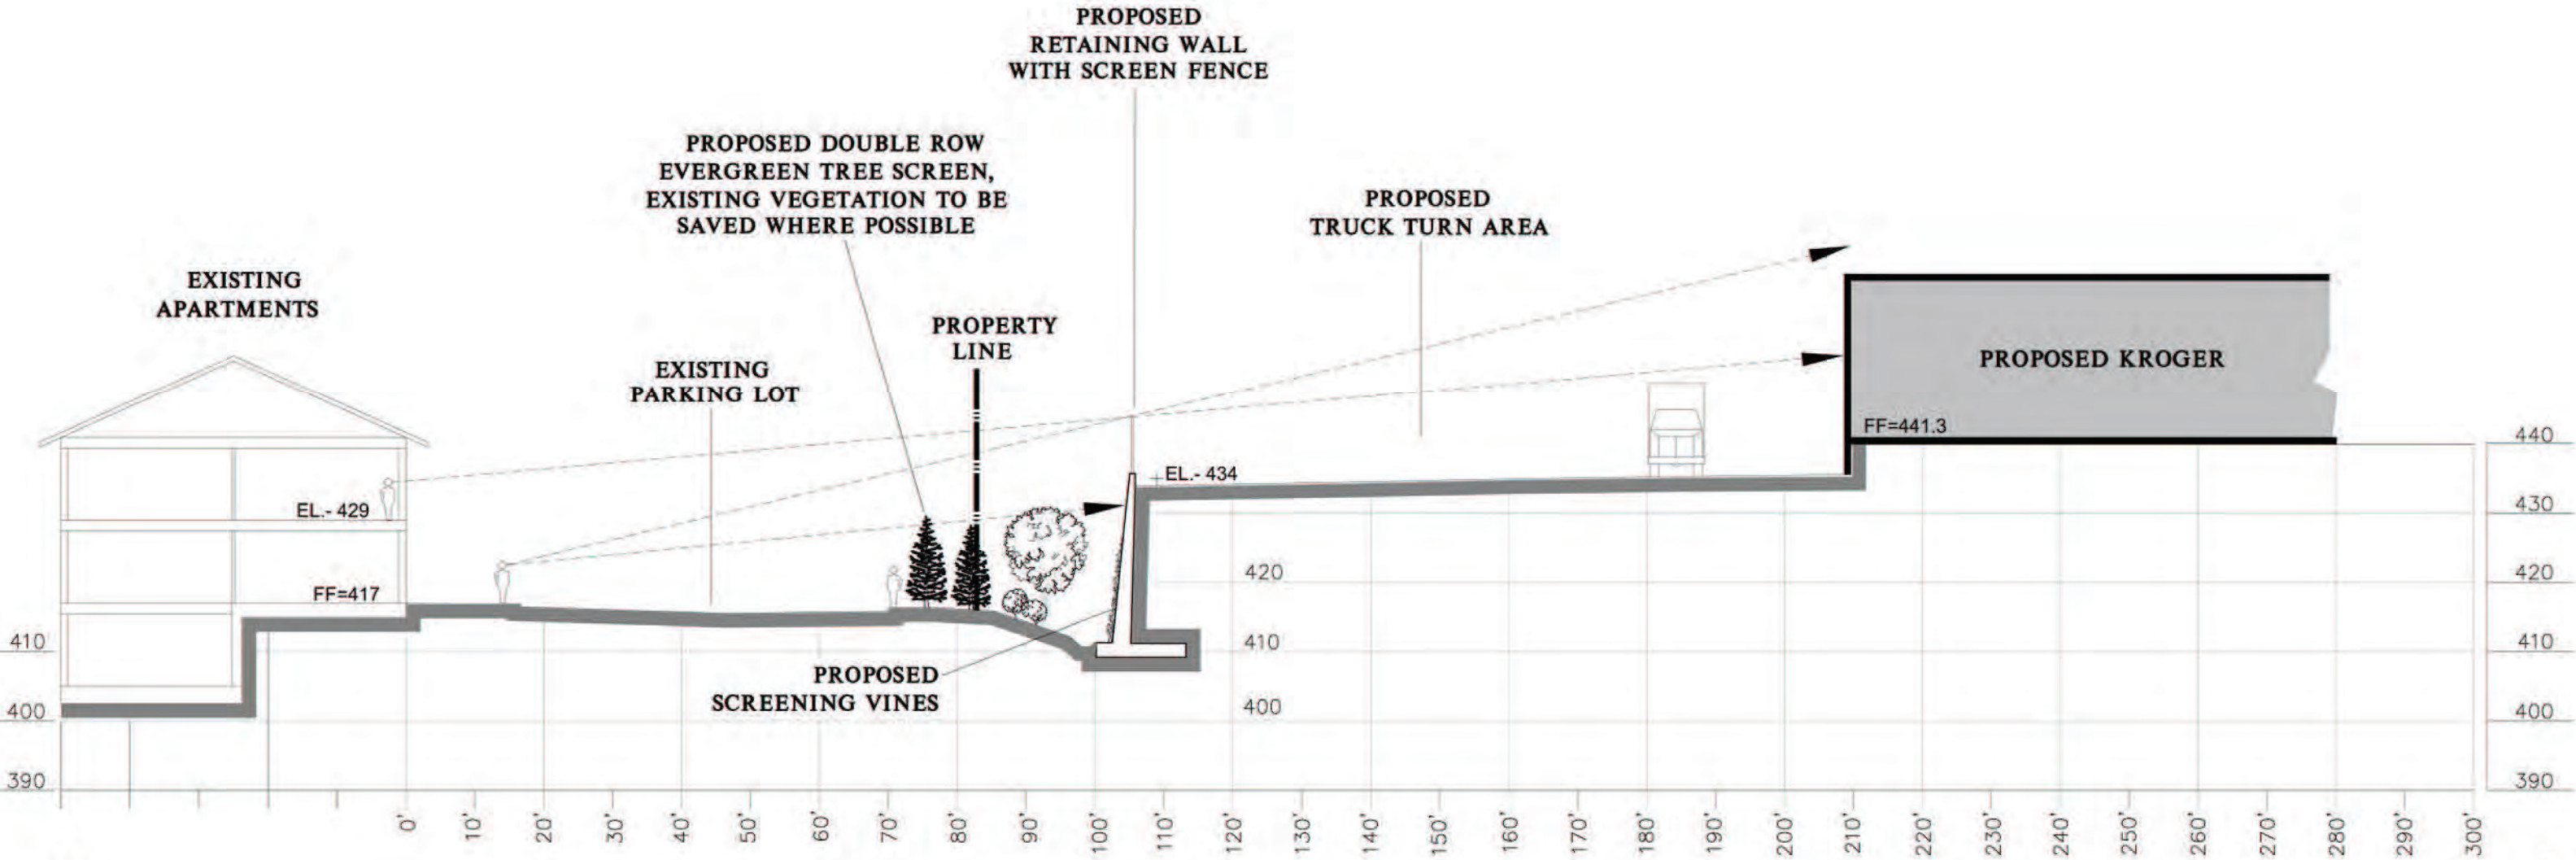 PROPOSED
RETAINING WALL
WITH SCREEN FENCE
PROPOSED DOUBLE ROW
EVERGREEN TREE SCREEN,
EXISTING VEGETATION TO BE
SAVED WHERE POSSIBLE
PROPOSED
TRUCK TURN AREA
EXISTING
APARTMENTS
PROPERTY
LINE
EXISTING
PARKING LOT
PROPOSED KROGER
FF=441.3
EL.- 434
EL.- 429
FF=417
PROPOSED
SCREENING VINES
410
400
390
420
410
400
440
430
420
410
400
390
0'
10'
20'
30'
40'
50'
60'
70'
80'
90'
100'
110'
120'
130'
140'
150'
160'
170'
180'
190'
200'
210'
220'
230'
240'
250'
260'
270'
280'
290'
300'